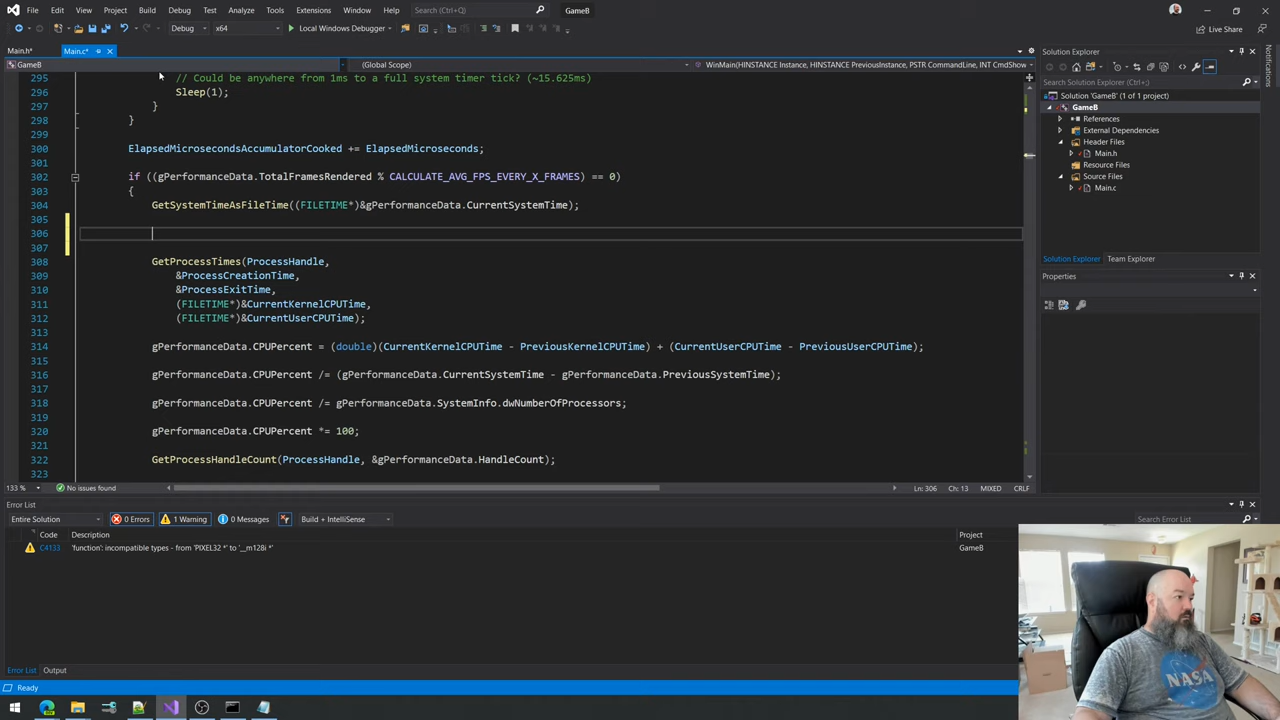 File Edit View Project Build Debug Test Analyze Tools Extensions Window Help Search (Ctrl+Q) GameB
Debug x64 Local Windows Debugger Live Share
Main.h* Main.c*
GameB (Global Scope) WinMain(HINSTANCE Instance, HINSTANCE PreviousInstance, PSTR CommandLine, INT CmdShow
295 // Could be anywhere from 1ms to a full system timer tick? (~15.625ms)
296 Sleep(1);
297 }
298 }
299
300 ElapsedMicrosecondsAccumulatorCooked += ElapsedMicroseconds;
301
302 if ((gPerformanceData.TotalFramesRendered % CALCULATE_AVG_FPS_EVERY_X_FRAMES) == 0)
303 {
304 GetSystemTimeAsFileTime((FILETIME*)&gPerformanceData.CurrentSystemTime);
305
306
307
308 GetProcessTimes(ProcessHandle,
309 &ProcessCreationTime,
310 &ProcessExitTime,
311 (FILETIME*)&CurrentKernelCPUTime,
312 (FILETIME*)&CurrentUserCPUTime);
313
314 gPerformanceData.CPUPercent = (double)(CurrentKernelCPUTime - PreviousKernelCPUTime) + (CurrentUserCPUTime - PreviousUserCPUTime);
315
316 gPerformanceData.CPUPercent /= (gPerformanceData.CurrentSystemTime - gPerformanceData.PreviousSystemTime);
317
318 gPerformanceData.CPUPercent /= gPerformanceData.SystemInfo.dwNumberOfProcessors;
319
320 gPerformanceData.CPUPercent *= 100;
321
322 GetProcessHandleCount(ProcessHandle, &gPerformanceData.HandleCount);
323
133 % No issues found Ln: 306 Ch: 13 MIXED CRLF
Solution Explorer
Search Solution Explorer (Ctrl+;)
Solution 'GameB' (1 of 1 project)
GameB
References
External Dependencies
Header Files
Main.h
Resource Files
Source Files
Main.c
Solution Explorer Team Explorer
Properties
Notifications
Error List
Entire Solution 0 Errors 1 Warning 0 Messages Build + IntelliSense Search Error List
Code Description Project
C4133 'function': incompatible types - from 'PIXEL32 *' to '__m128i *' GameB
Error List Output
Ready
NASA